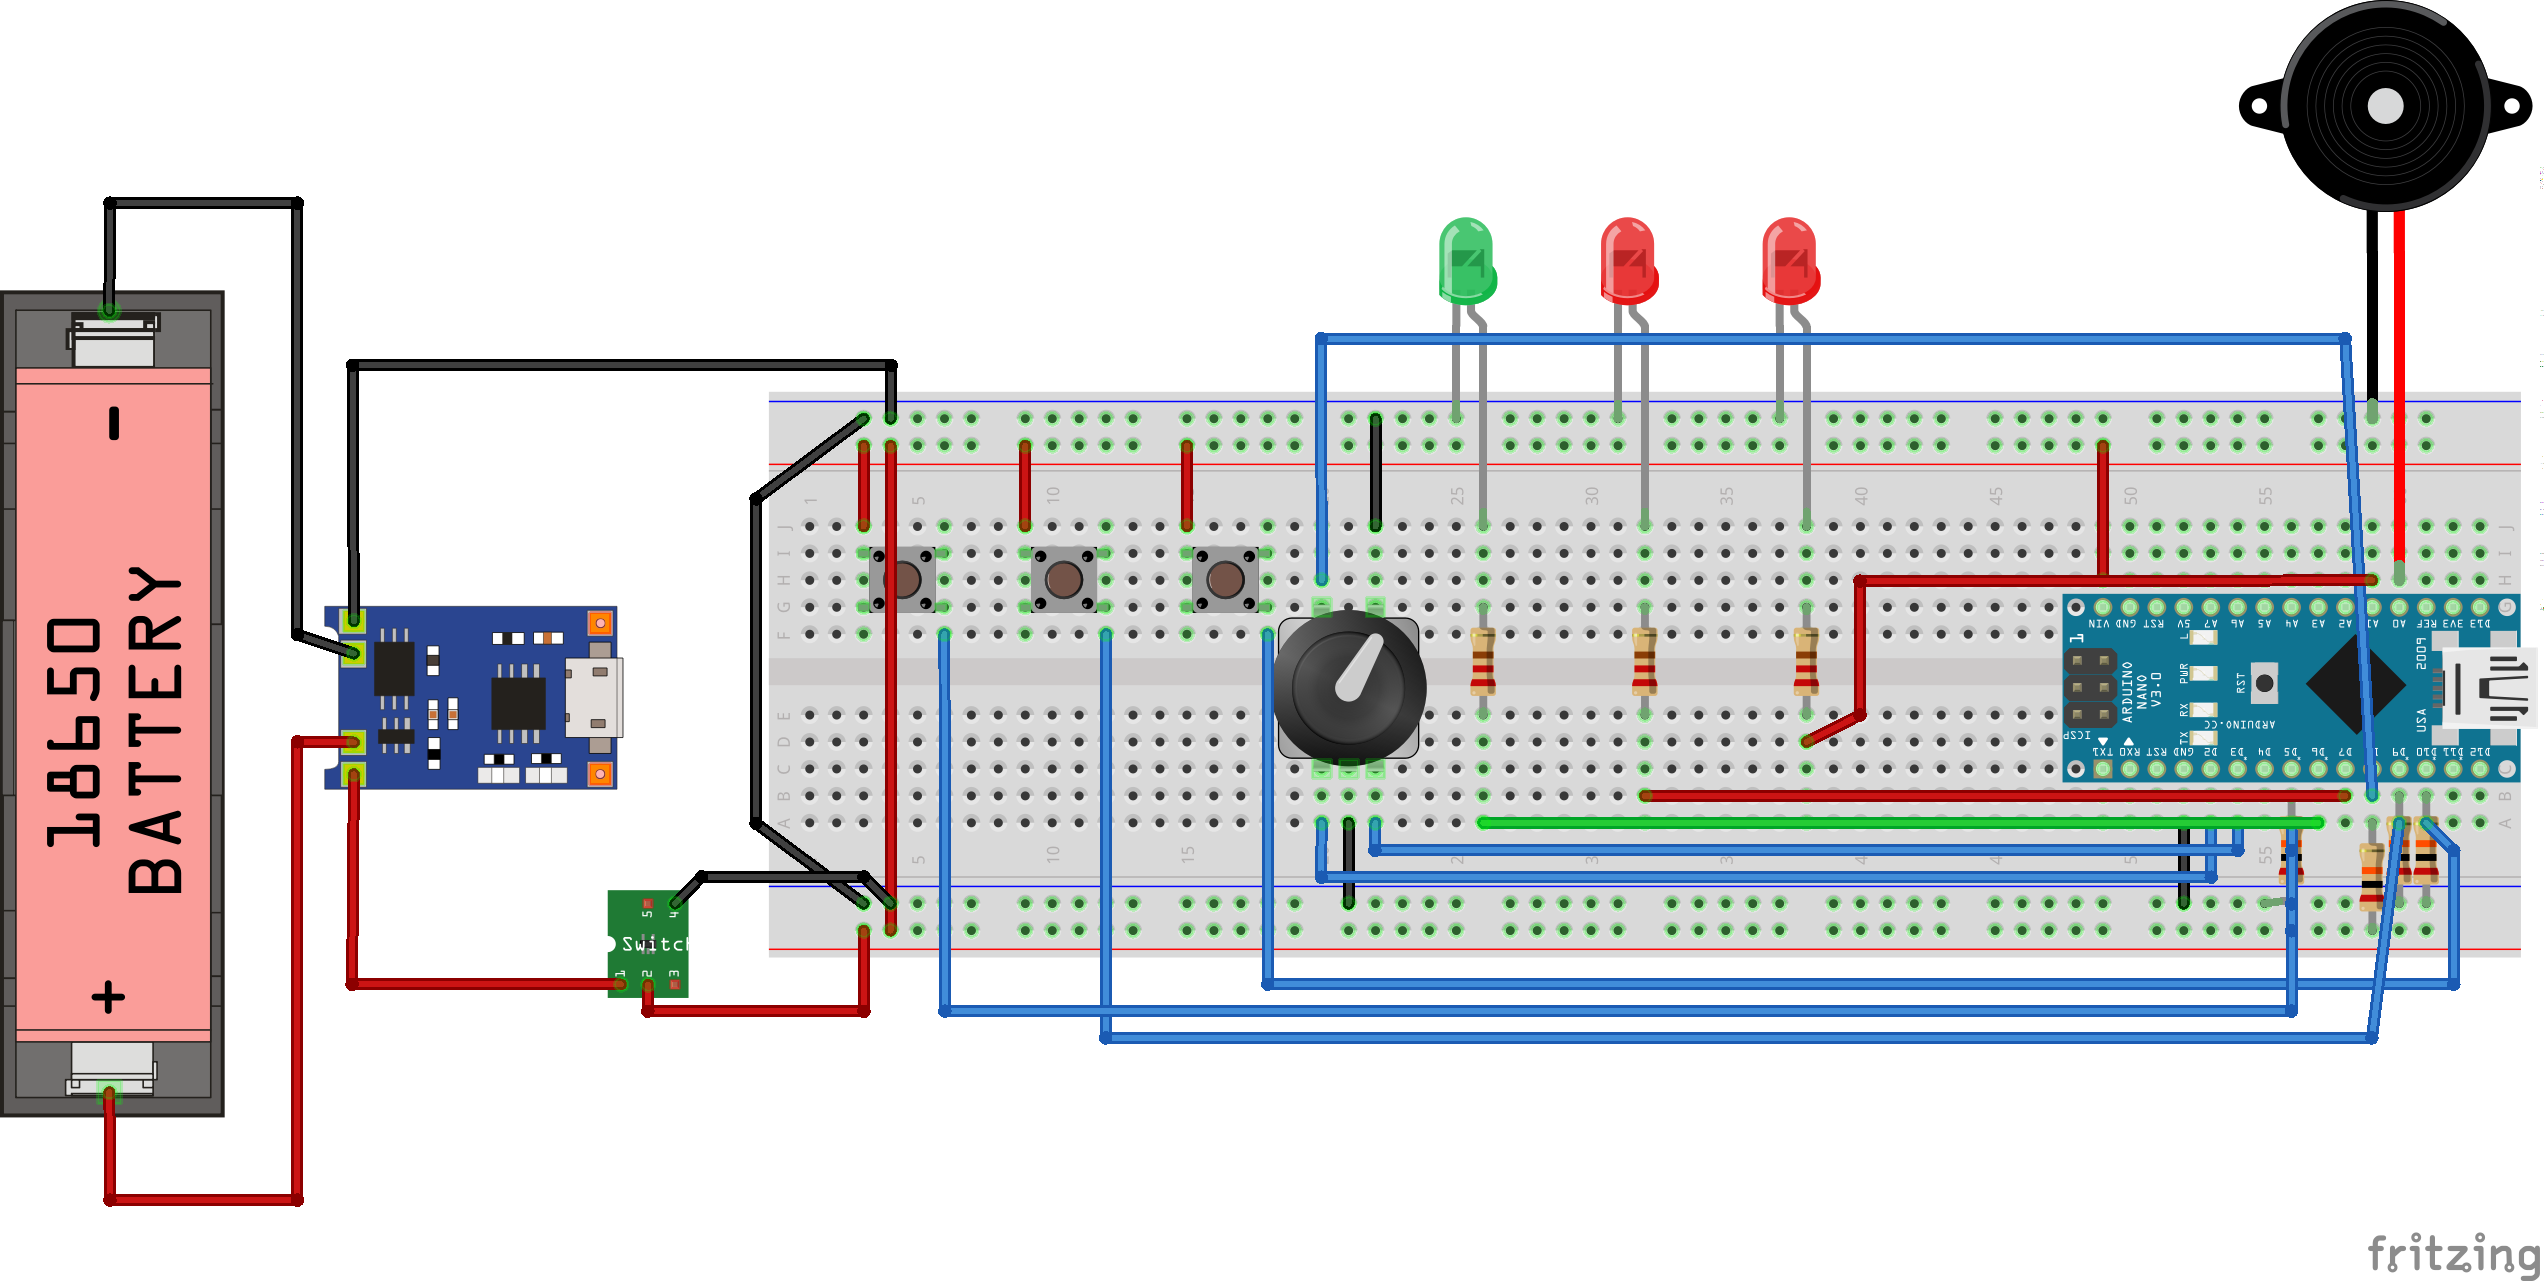 18650
BATTERY
-
+
Switch
5
4
1
2
3
1
5
10
25
30
35
40
45
50
55
J
I
H
G
F
E
D
C
B
A
5
10
15
55
J
I
H
G
C
B
A
VIN GND RST 5V A7 A6 A5 A4 A3 A2 A1 A0 REF 3V3 D13
L
PWR
RX
TX
RST
ARDUINO
NANO
V3.0
ARDUINO.CC
ICSP
USA
TX1 RX0 RST GND D2 D3 D4 D5 D6 D7 D9 D10 D11 D12
fritzing